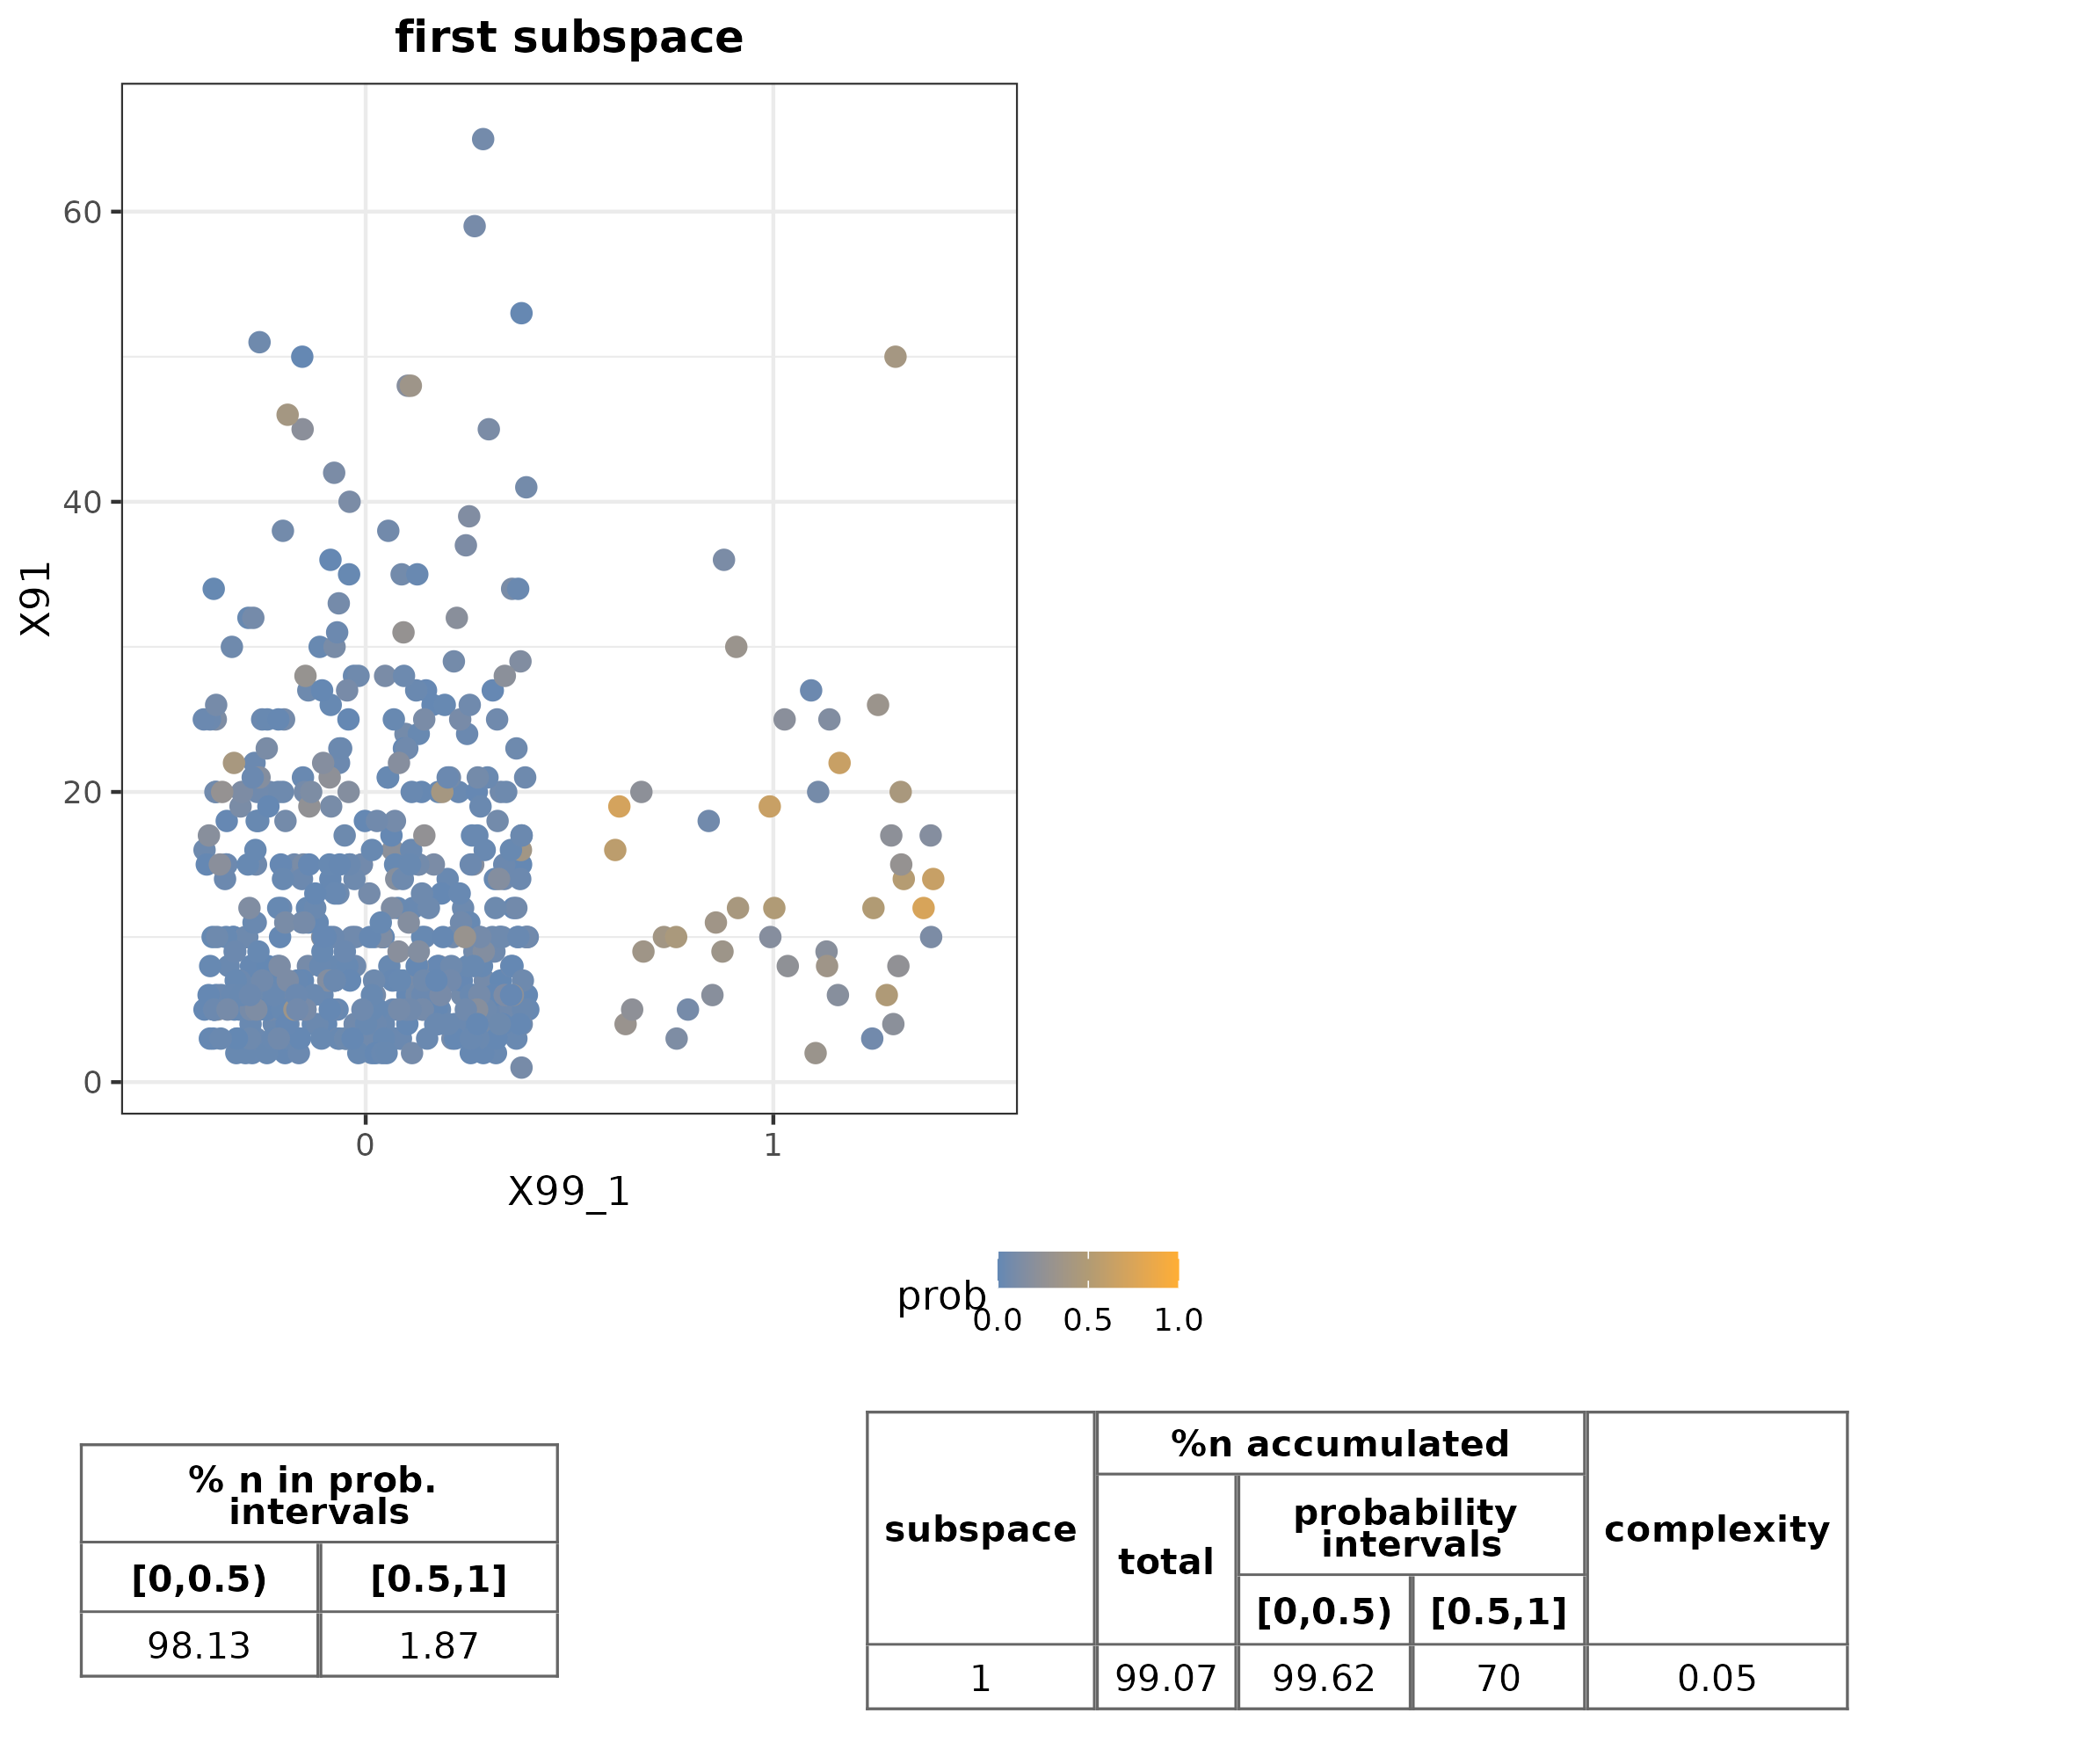 first subspace
60
40
20
0
X91
0
1
X99_1
prob
0.0
0.5
1.0
% n in prob.
intervals
[0,0.5)
[0.5,1]
98.13
1.87
subspace
%n accumulated
total
probability
intervals
[0,0.5)
[0.5,1]
complexity
1
99.07
99.62
70
0.05